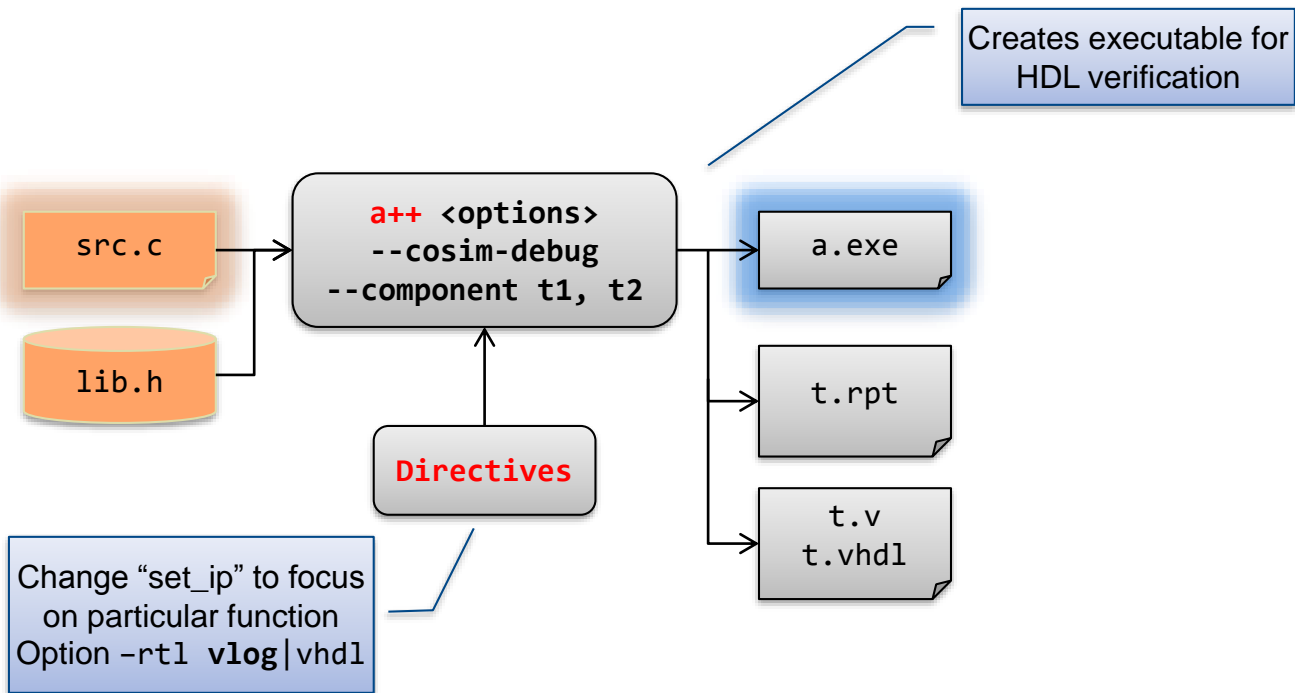 Creates executable for
HDL verification
a++ <options>
--cosim-debug
--component t1, t2
src.c
a.exe
lib.h
t.rpt
Directives
t.v
t.vhdl
Change “set_ip” to focus
on particular function
Option –rtl vlog|vhdl